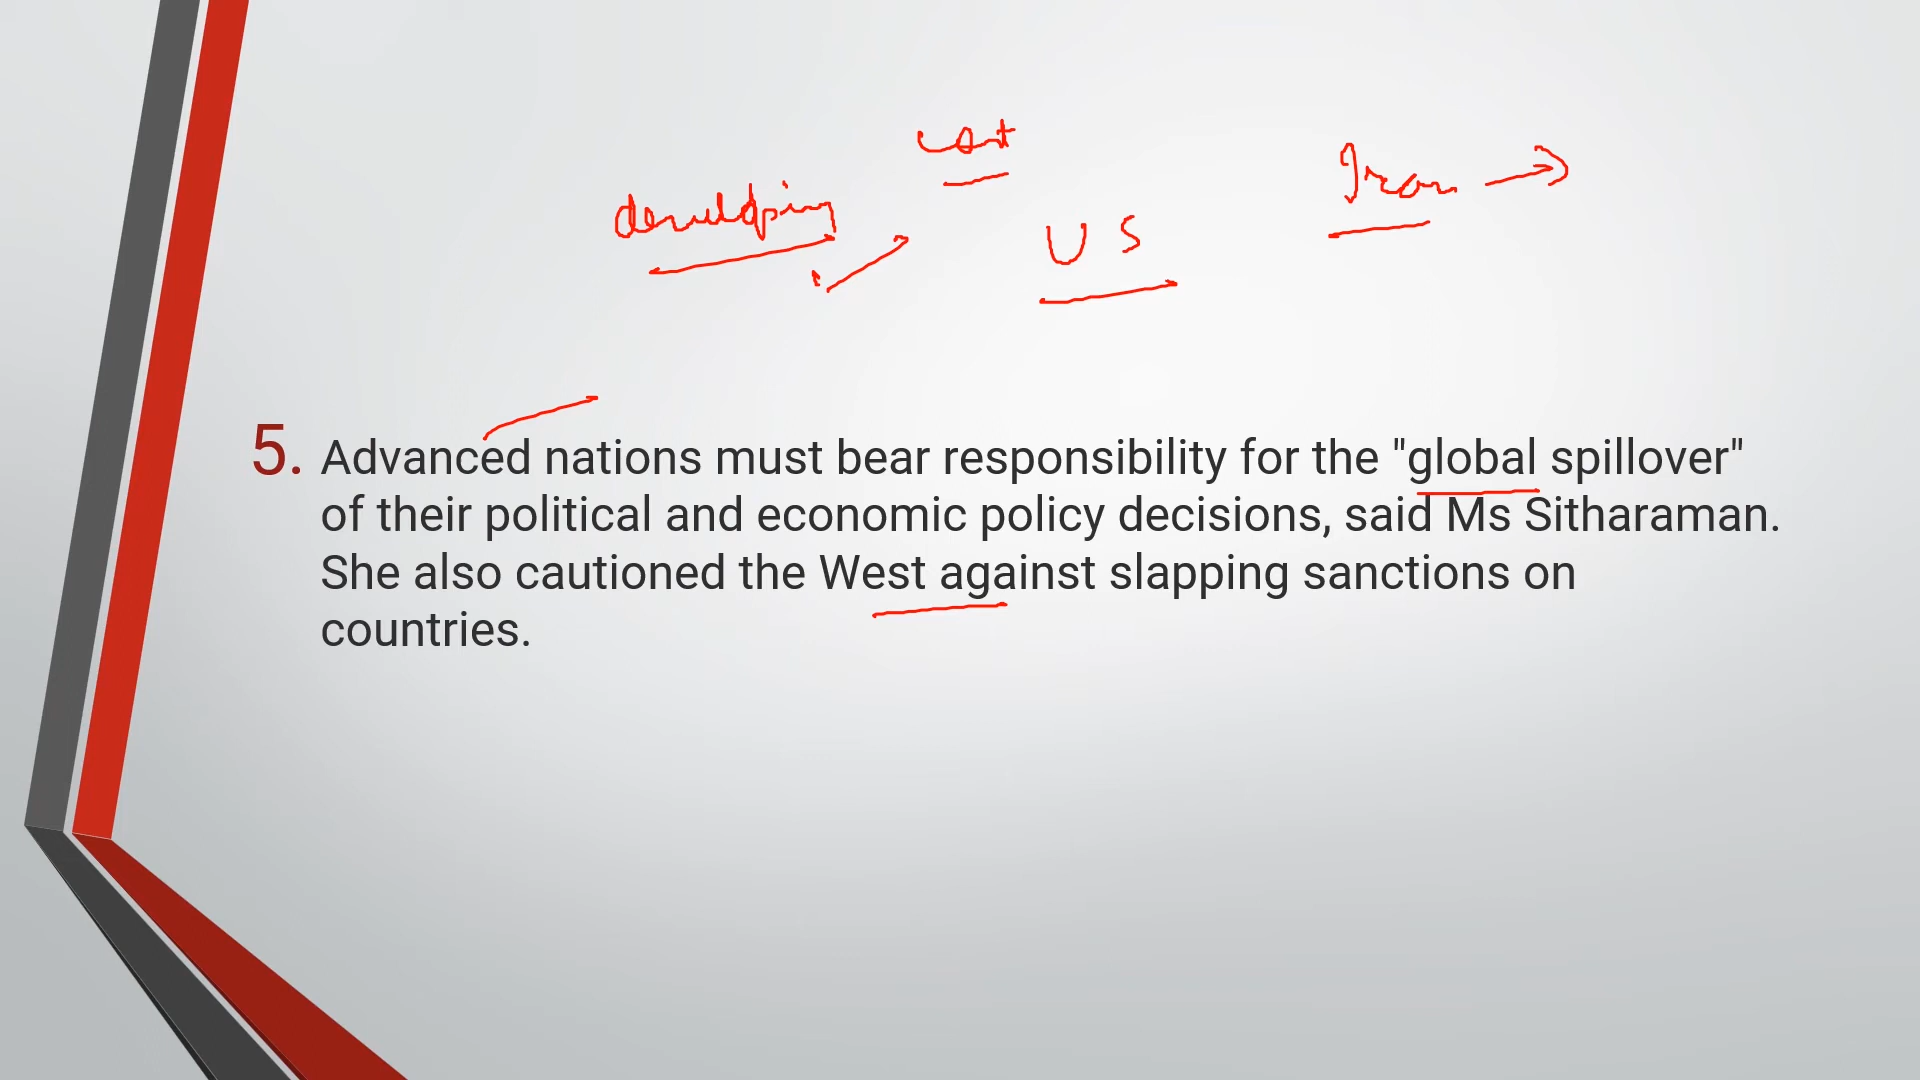 cost
developing
US
Iran
5. Advanced nations must bear responsibility for the "global spillover"
of their political and economic policy decisions, said Ms Sitharaman.
She also cautioned the West against slapping sanctions on
countries.